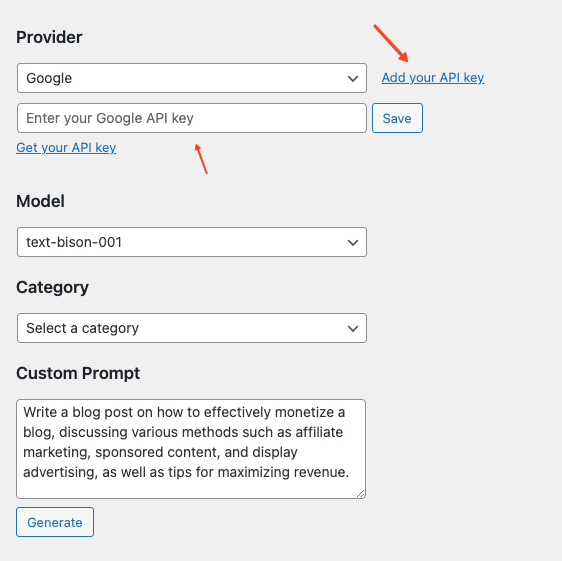 Provider
Google
Add your API key
Enter your Google API key
Save
Get your API key
Model
text-bison-001
Category
Select a category
Custom Prompt
Write a blog post on how to effectively monetize a
blog, discussing various methods such as affiliate
marketing, sponsored content, and display
advertising, as well as tips for maximizing revenue.
Generate